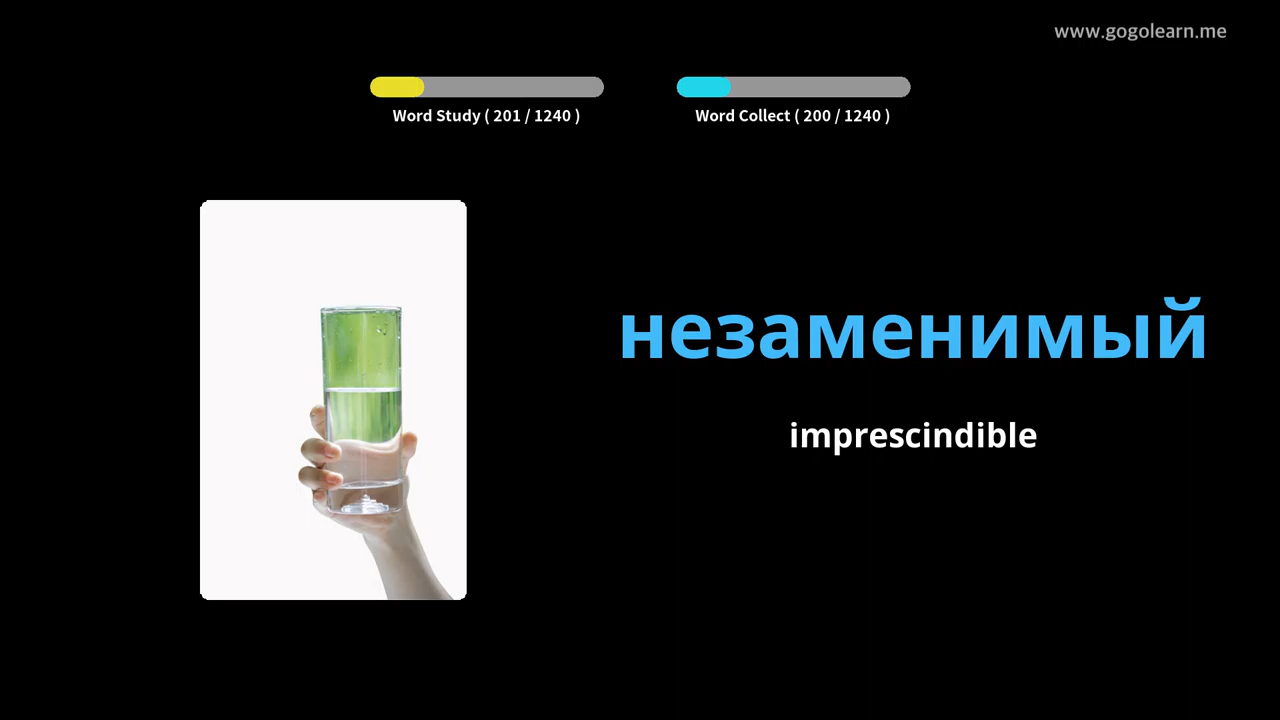 www.gogolearn.me
Word Study ( 201 / 1240 )
Word Collect ( 200 / 1240 )
незаменимый
imprescindible